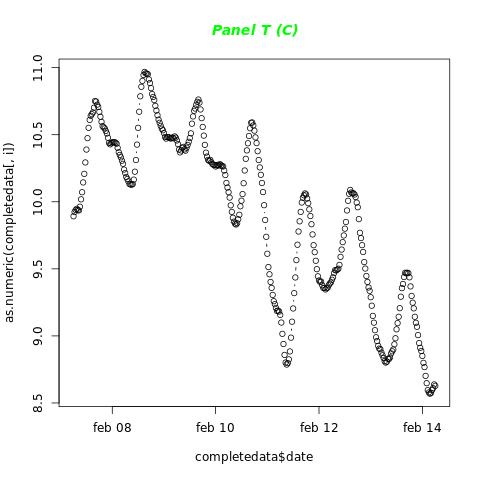 Panel T (C)
as.numeric(completedata[, i])
11.0
10.5
10.0
9.5
9.0
8.5
feb 08 feb 10 feb 12 feb 14
completedata$date